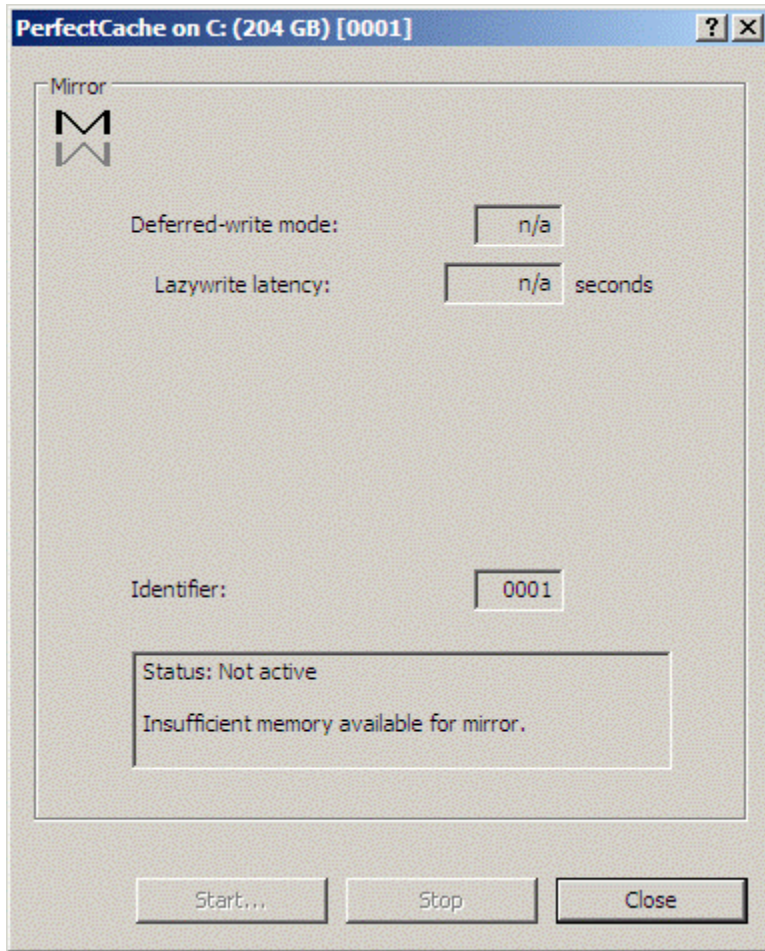 PerfectCache on C: (204 GB) [0001]
Mirror
Deferred-write mode: n/a
Lazywrite latency: n/a seconds
Identifier: 0001
Status: Not active
Insufficient memory available for mirror.
Start... Stop Close